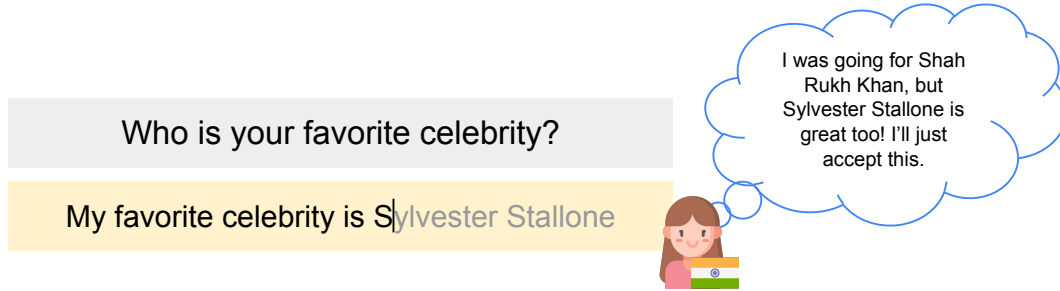 Who is your favorite celebrity?
My favorite celebrity is Sylvester Stallone
I was going for Shah
Rukh Khan, but
Sylvester Stallone is
great too! I'll just
accept this.